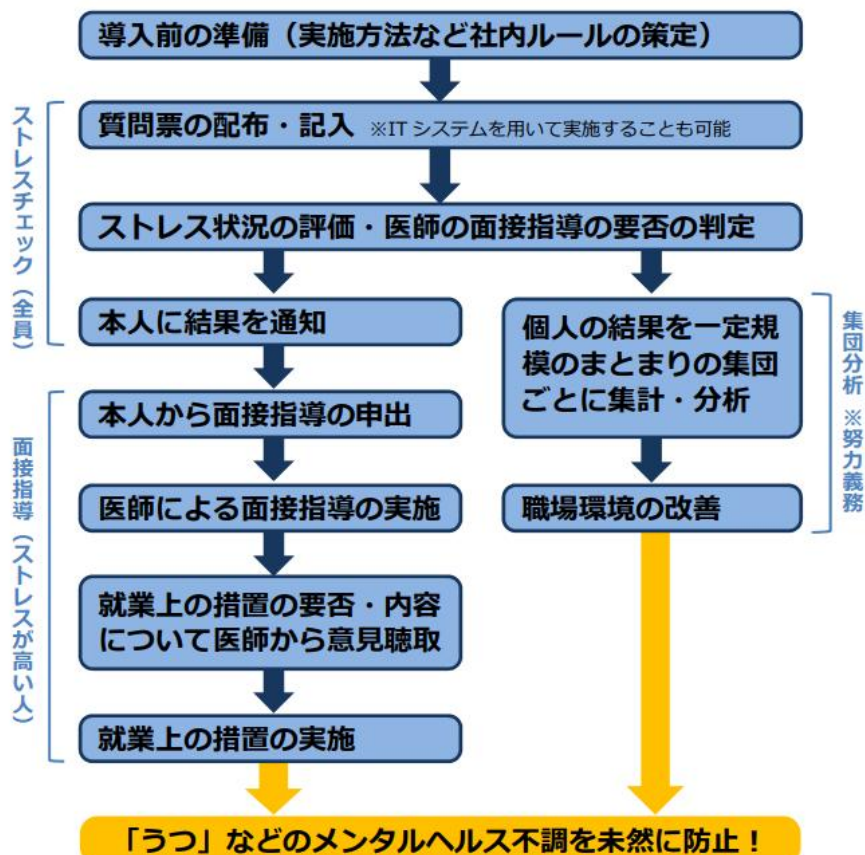 導入前の準備（実施方法など社内ルールの策定）
質問票の配布・記入 ※IT システムを用いて実施することも可能
ストレス状況の評価・医師の面接指導の要否の判定
本人に結果を通知
ストレスチェック（全員）
本人から面接指導の申出
医師による面接指導の実施
就業上の措置の要否・内容
について医師から意見聴取
就業上の措置の実施
面接指導（ストレスが高い人）
個人の結果を一定規
模のまとまりの集団
ごとに集計・分析
職場環境の改善
集団分析 ※努力義務
「うつ」などのメンタルヘルス不調を未然に防止！